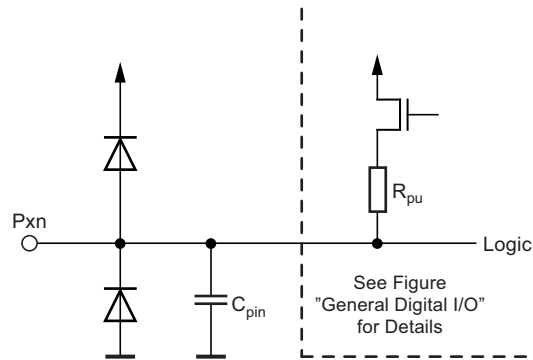 R_pu
Pxn
Logic
C_pin
See Figure
"General Digital I/O"
for Details